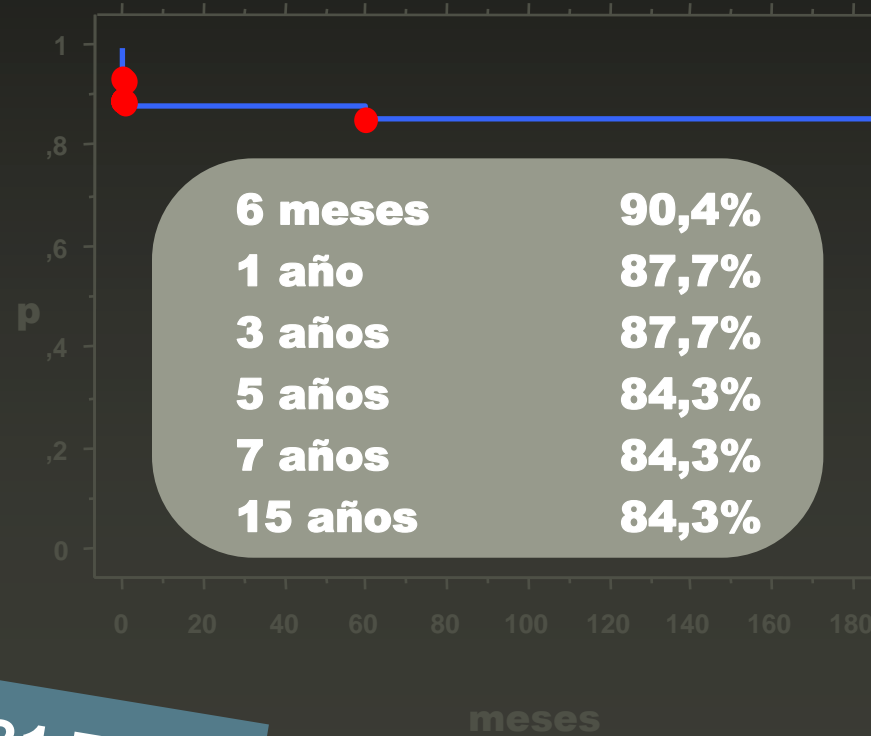 1
,8
,6
p
,4
,2
0
6 meses 90,4%
1 año 87,7%
3 años 87,7%
5 años 84,3%
7 años 84,3%
15 años 84,3%
0 20 40 60 80 100 120 140 160 180
meses